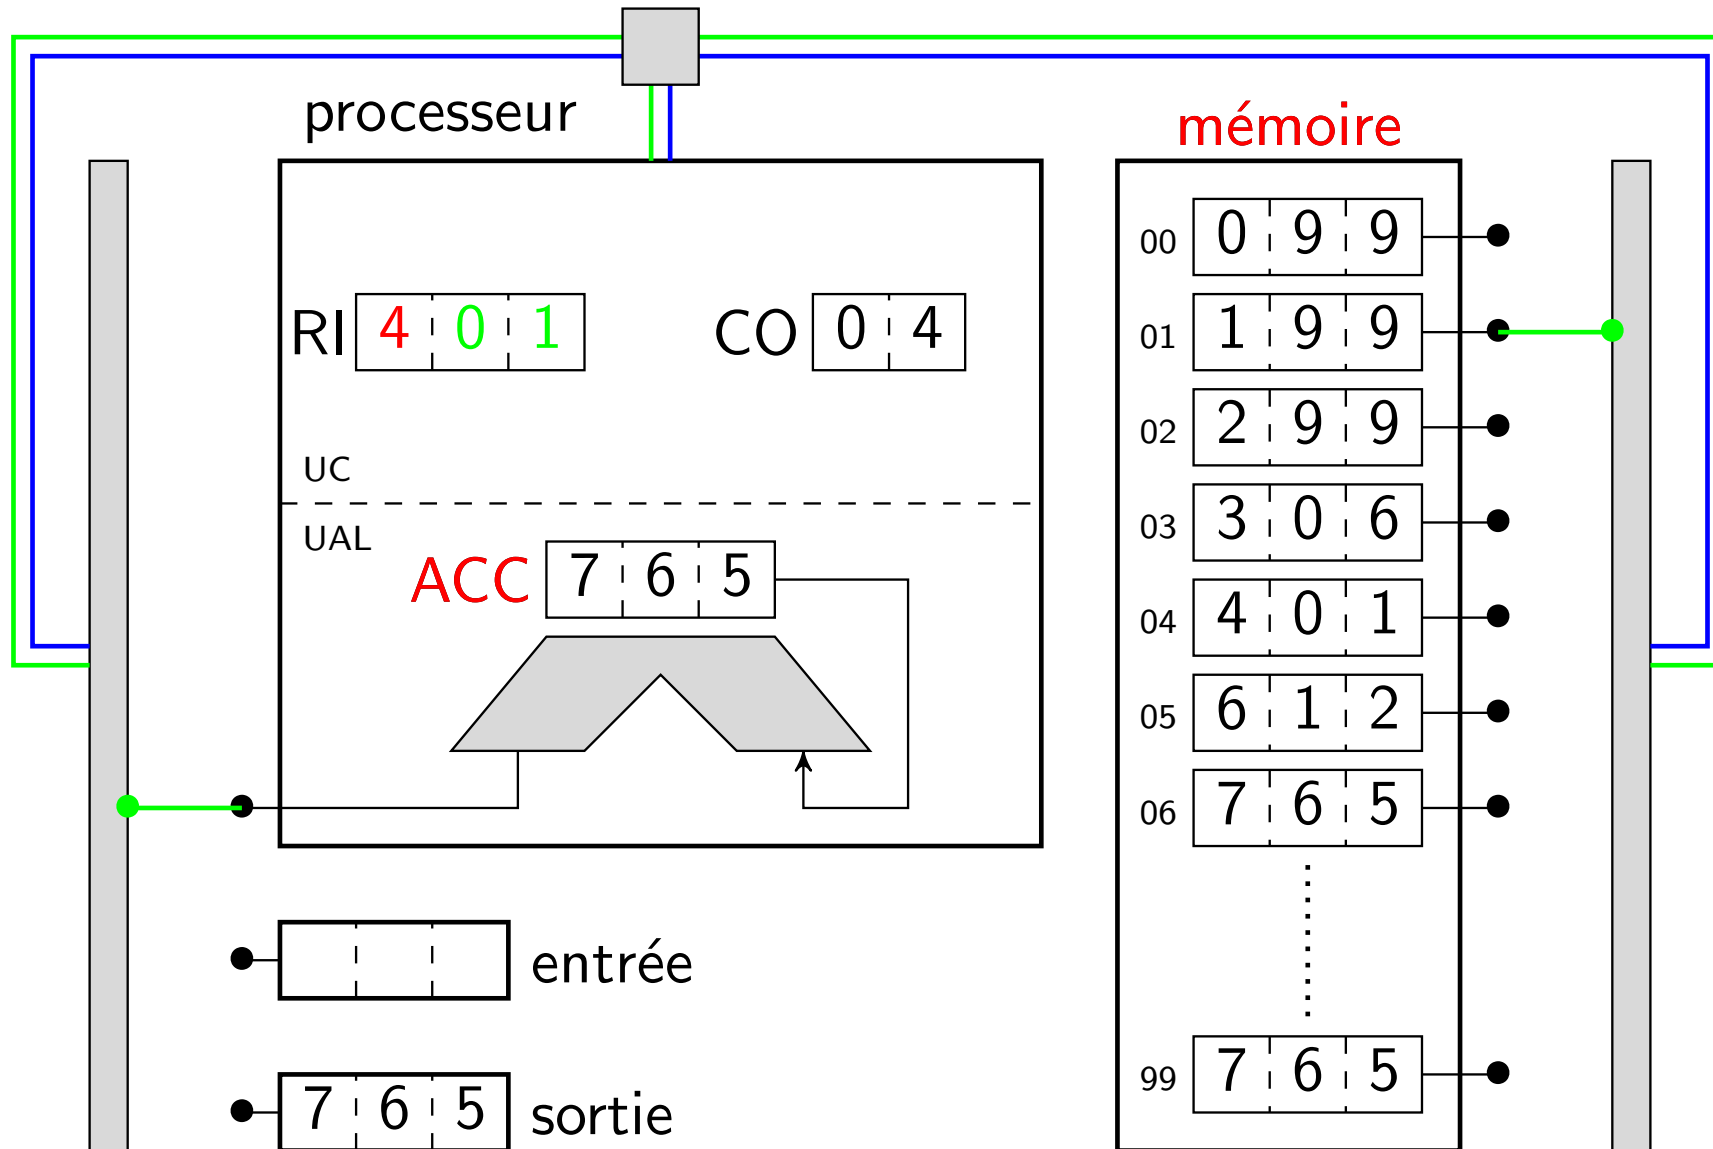 processeur
mémoire
00 0 9 9
RI 4 0 1
CO 0 4
01 1 9 9
02 2 9 9
UC
03 3 0 6
UAL
ACC 7 6 5
04 4 0 1
05 6 1 2
06 7 6 5
entrée
99 7 6 5
7 6 5 sortie